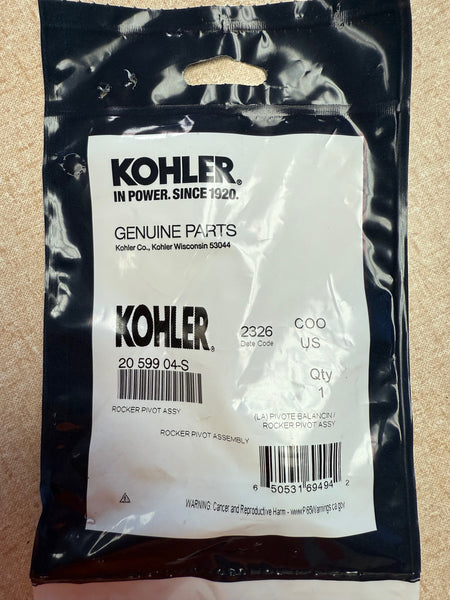 KOHLER®
IN POWER. SINCE 1920.
GENUINE PARTS
Kohler Co., Kohler Wisconsin 53044
KOHLER®
2326
Date Code
COO
US
20 599 04-S
Qty
1
ROCKER PIVOT ASSY
(LA) PIVOTE BALANCIN /
ROCKER PIVOT ASSY
ROCKER PIVOT ASSEMBLY
6 50531 69494 2
WARNING: Cancer and Reproductive Harm - www.P65Warnings.ca.gov